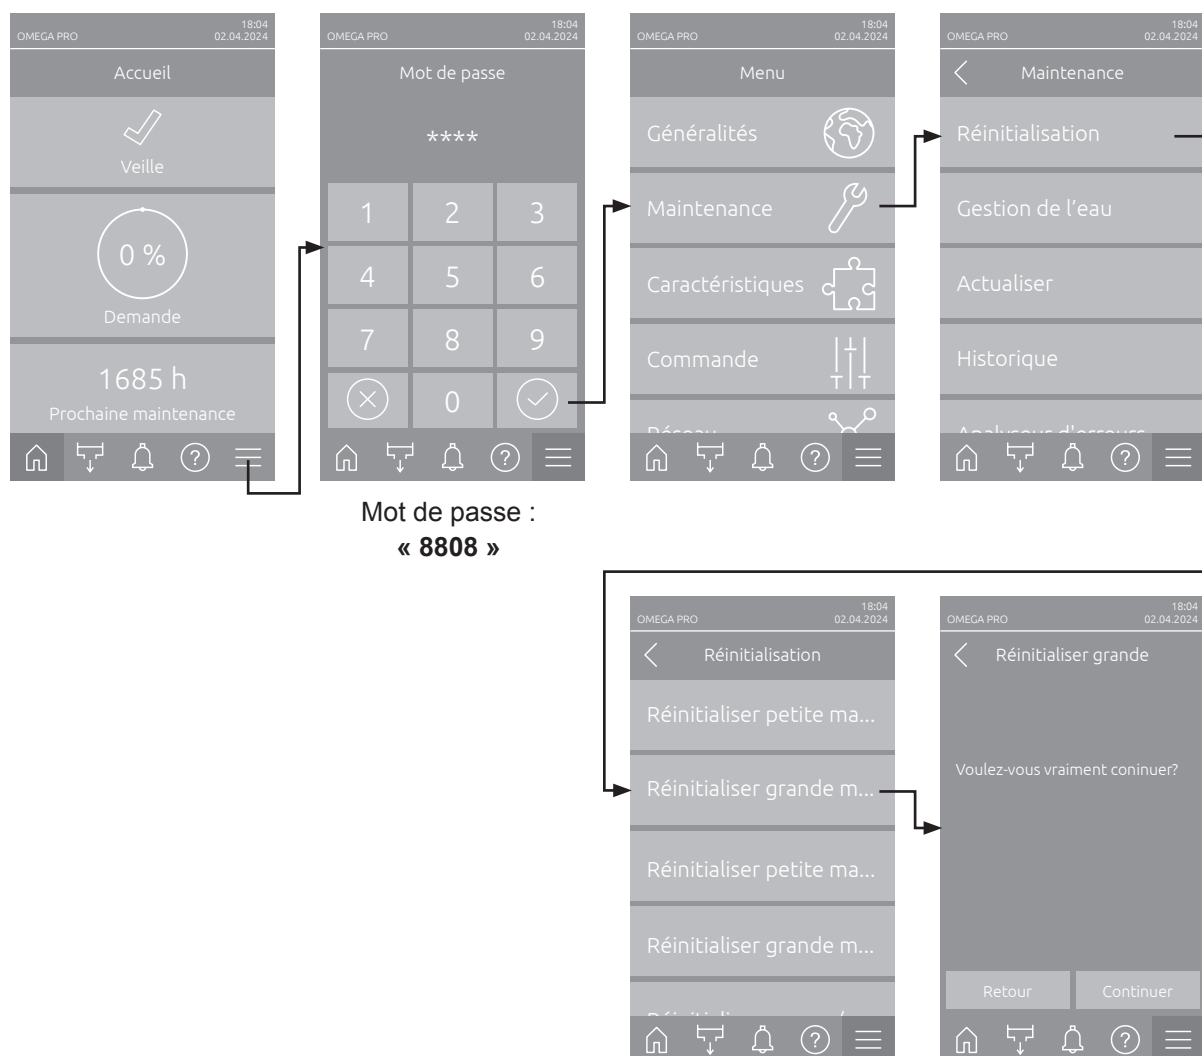 18:04
OMEGA PRO 02.04.2024
Accueil
Veille
0 %
Demande
1685 h
Prochaine maintenance
?
18:04
OMEGA PRO 02.04.2024
Mot de passe
****
1 2 3
4 5 6
7 8 9
0
?
Mot de passe :
« 8808 »
18:04
OMEGA PRO 02.04.2024
Menu
Généralités
Maintenance
Caractéristiques
Commande
Réseau
?
18:04
OMEGA PRO 02.04.2024
Maintenance
Réinitialisation
Gestion de l'eau
Actualiser
Historique
Analyseur d'erreurs
?
18:04
OMEGA PRO 02.04.2024
Réinitialisation
Réinitialiser petite ma...
Réinitialiser grande m...
Réinitialiser petite ma...
Réinitialiser grande m...
?
18:04
OMEGA PRO 02.04.2024
Réinitialiser grande
Voulez-vous vraiment coninuer?
Retour Continuer
?